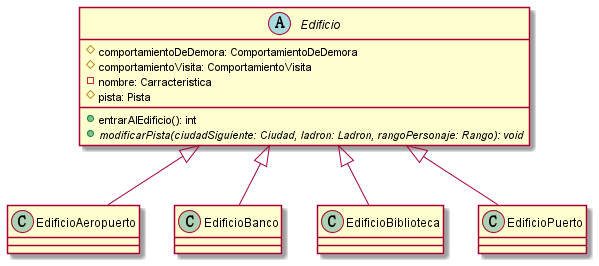 A Edificio
comportamientoDeDemora: ComportamientoDeDemora
comportamientoVisita: ComportamientoVisita
nombre: Carracteristica
pista: Pista
entrarAlEdificio(): int
modificarPista(ciudadSiguiente: Ciudad, ladron: Ladron, rangoPersonaje: Rango): void
C EdificioAeropuerto
C EdificioBanco
C EdificioBiblioteca
C EdificioPuerto